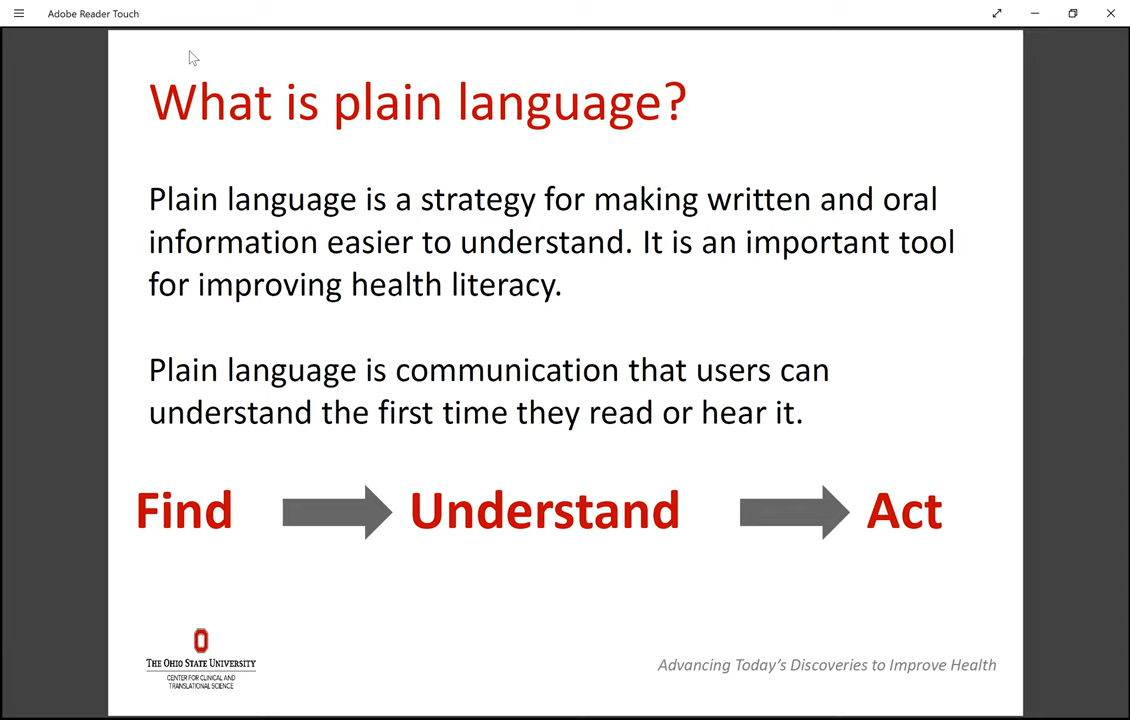 Adobe Reader Touch
What is plain language?
Plain language is a strategy for making written and oral
information easier to understand. It is an important tool
for improving health literacy.
Plain language is communication that users can
understand the first time they read or hear it.
Find Understand Act
THE OHIO STATE UNIVERSITY
CENTER FOR CLINICAL AND
TRANSLATIONAL SCIENCE
Advancing Today's Discoveries to Improve Health